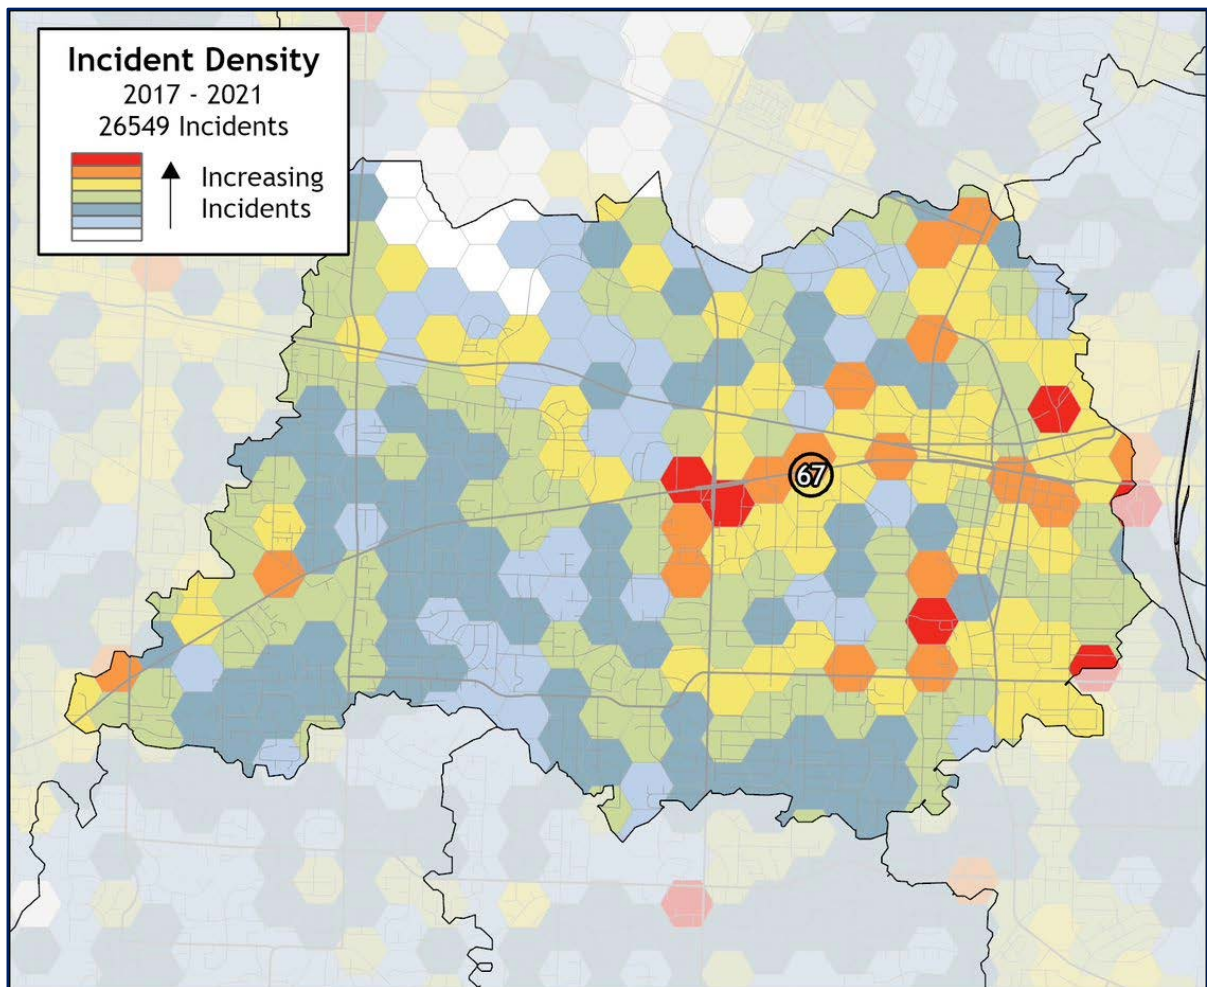 Incident Density
2017 - 2021
26549 Incidents
Increasing
Incidents
67